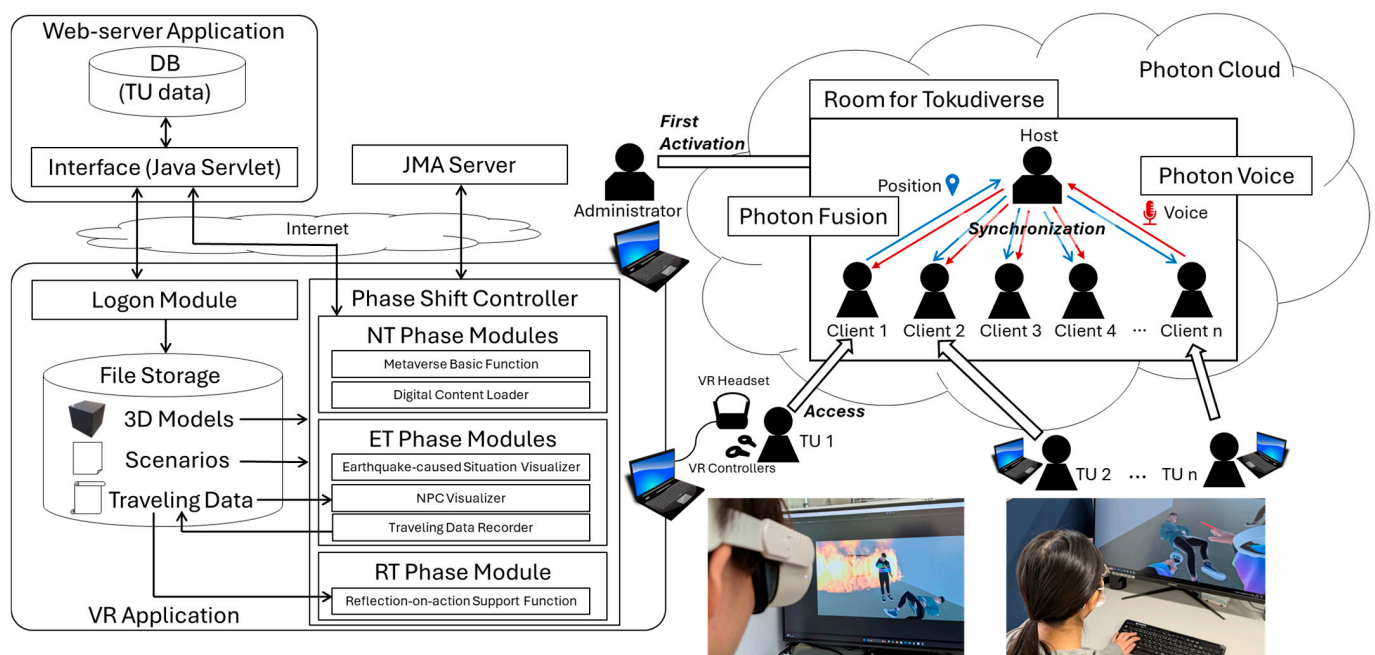 Web-server Application
DB
(TU data)
Interface (Java Servlet)
JMA Server
Internet
Logon Module
File Storage
3D Models
Scenarios
Traveling Data
VR Application
Phase Shift Controller
NT Phase Modules
Metaverse Basic Function
Digital Content Loader
ET Phase Modules
Earthquake-caused Situation Visualizer
NPC Visualizer
Traveling Data Recorder
RT Phase Module
Reflection-on-action Support Function
Photon Cloud
Room for Tokudiverse
First
Activation
Administrator
Host
Position
Photon Fusion
Photon Voice
Voice
Synchronization
Client 1
Client 2
Client 3
Client 4
...
Client n
VR Headset
Access
TU 1
VR Controllers
TU 2
...
TU n